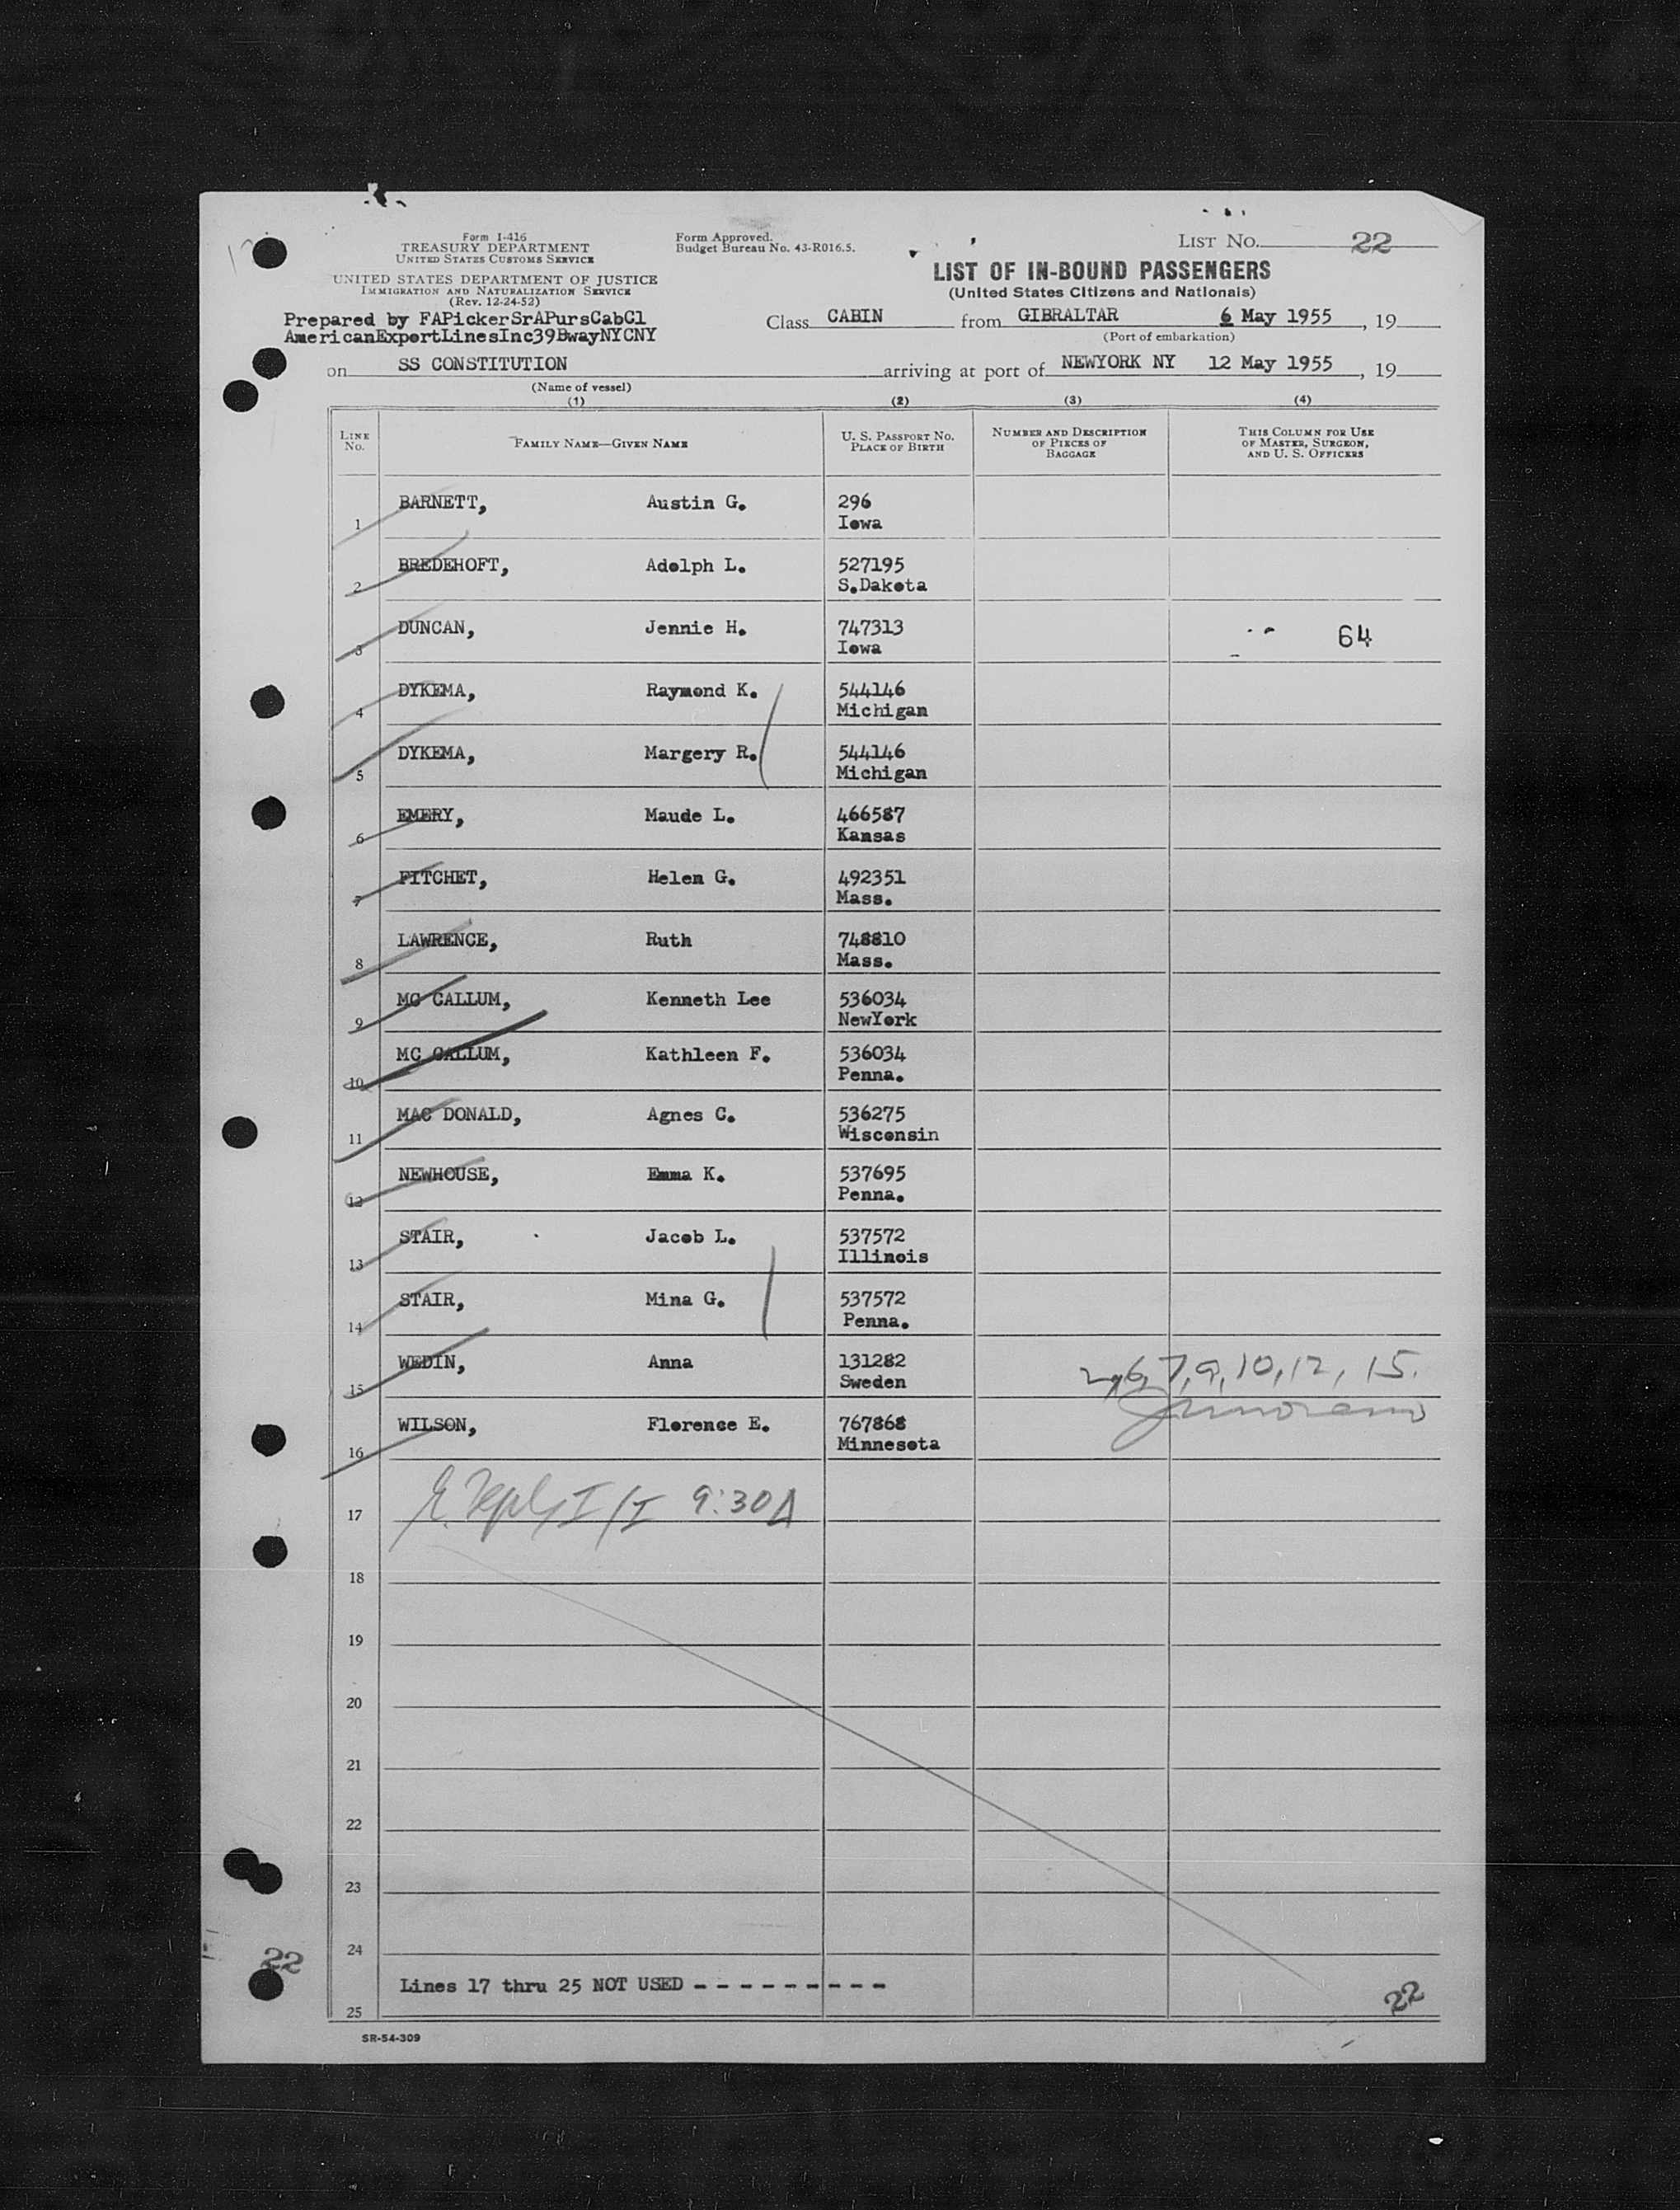 Form I-416
TREASURY DEPARTMENT
UNITED STATES CUSTOMS SERVICE
UNITED STATES DEPARTMENT OF JUSTICE
IMMIGRATION AND NATURALIZATION SERVICE
(Rev. 12-24-52)
Prepared by FAPickerSrAPursCabCl
AmericanExportLinesInc39BwayNYCNY
Form Approved.
Budget Bureau No. 43-R016.5.
LIST NO. 22
LIST OF IN-BOUND PASSENGERS
(United States Citizens and Nationals)
Class CABIN from GIBRALTAR 6 May 1955, 19
(Port of embarkation)
on SS CONSTITUTION arriving at port of NEWYORK NY 12 May 1955, 19
(Name of vessel)
(1) (2) (3) (4)
LINE NO. FAMILY NAME—GIVEN NAME U. S. PASSPORT NO. PLACE OF BIRTH NUMBER AND DESCRIPTION OF PIECES OF BAGGAGE THIS COLUMN FOR USE OF MASTER, SURGEON, AND U. S. OFFICERS
1 BARNETT, Austin G. 296
Iowa
2 BREDEHOFT, Adolph L. 527195
S.Dakota
3 DUNCAN, Jennie H. 747313 64
Iowa
4 DYKEMA, Raymond K. 544146
Michigan
5 DYKEMA, Margery R. 544146
Michigan
6 EMERY, Maude L. 466587
Kansas
7 FITCHET, Helen G. 492351
Mass.
8 LAWRENCE, Ruth 748810
Mass.
9 MC CALLUM, Kenneth Lee 536034
NewYork
10 MC CALLUM, Kathleen F. 536034
Penna.
11 MAC DONALD, Agnes C. 536275
Wisconsin
12 NEWHOUSE, Emma K. 537695
Penna.
13 STAIR, Jacob L. 537572
Illinois
14 STAIR, Mina G. 537572
Penna.
15 WEDIN, Anna 131282 2, 6, 7, 9, 10, 12, 15.
Sweden
16 WILSON, Florence E. 767868
Minnesota
17 I/I 9:30A
18
19
20
21
22
23
24
Lines 17 thru 25 NOT USED - - - - - - - - -
25
22
22
SR-54-309